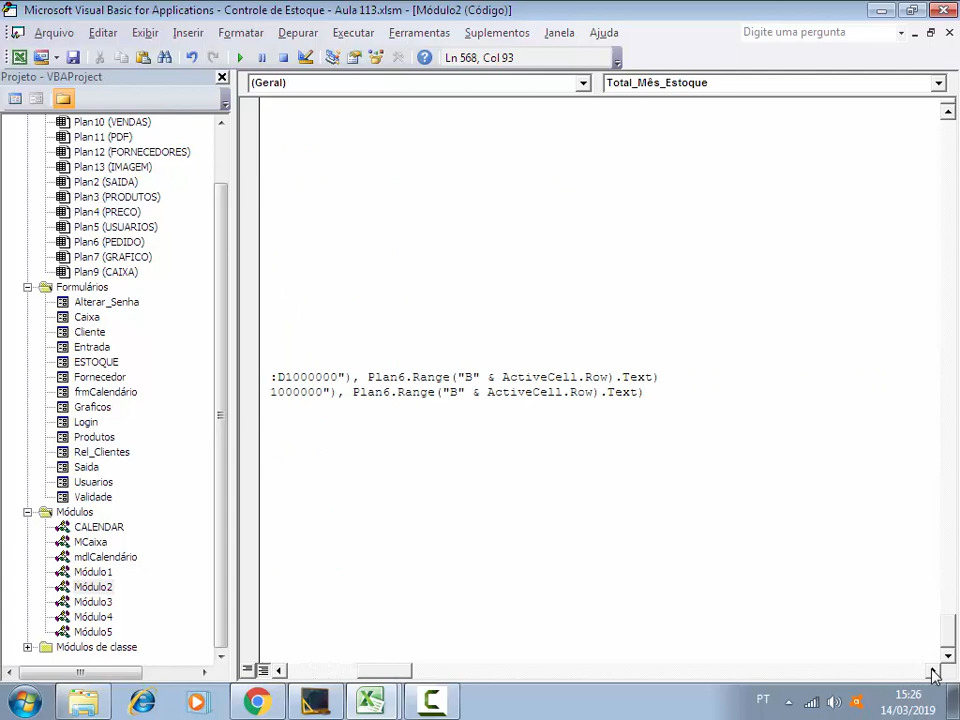 Microsoft Visual Basic for Applications - Controle de Estoque - Aula 113.xlsm - [Módulo2 (Código)]
Arquivo Editar Exibir Inserir Formatar Depurar Executar Ferramentas Suplementos Janela Ajuda Digite uma pergunta
Ln 568, Col 93
Projeto - VBAProject
(Geral) Total_Mês_Estoque
Plan10 (VENDAS)
Plan11 (PDF)
Plan12 (FORNECEDORES)
Plan13 (IMAGEM)
Plan2 (SAIDA)
Plan3 (PRODUTOS)
Plan4 (PRECO)
Plan5 (USUARIOS)
Plan6 (PEDIDO)
Plan7 (GRAFICO)
Plan9 (CAIXA)
Formulários
Alterar_Senha
Caixa
Cliente
Entrada
ESTOQUE
Fornecedor
frmCalendário
Graficos
Login
Produtos
Rel_Clientes
Saida
Usuarios
Validade
Módulos
CALENDAR
MCaixa
mdlCalendário
Módulo1
Módulo2
Módulo3
Módulo4
Módulo5
Módulos de classe
:D1000000"), Plan6.Range("B" & ActiveCell.Row).Text)
1000000"), Plan6.Range("B" & ActiveCell.Row).Text)
PT
15:26
14/03/2019